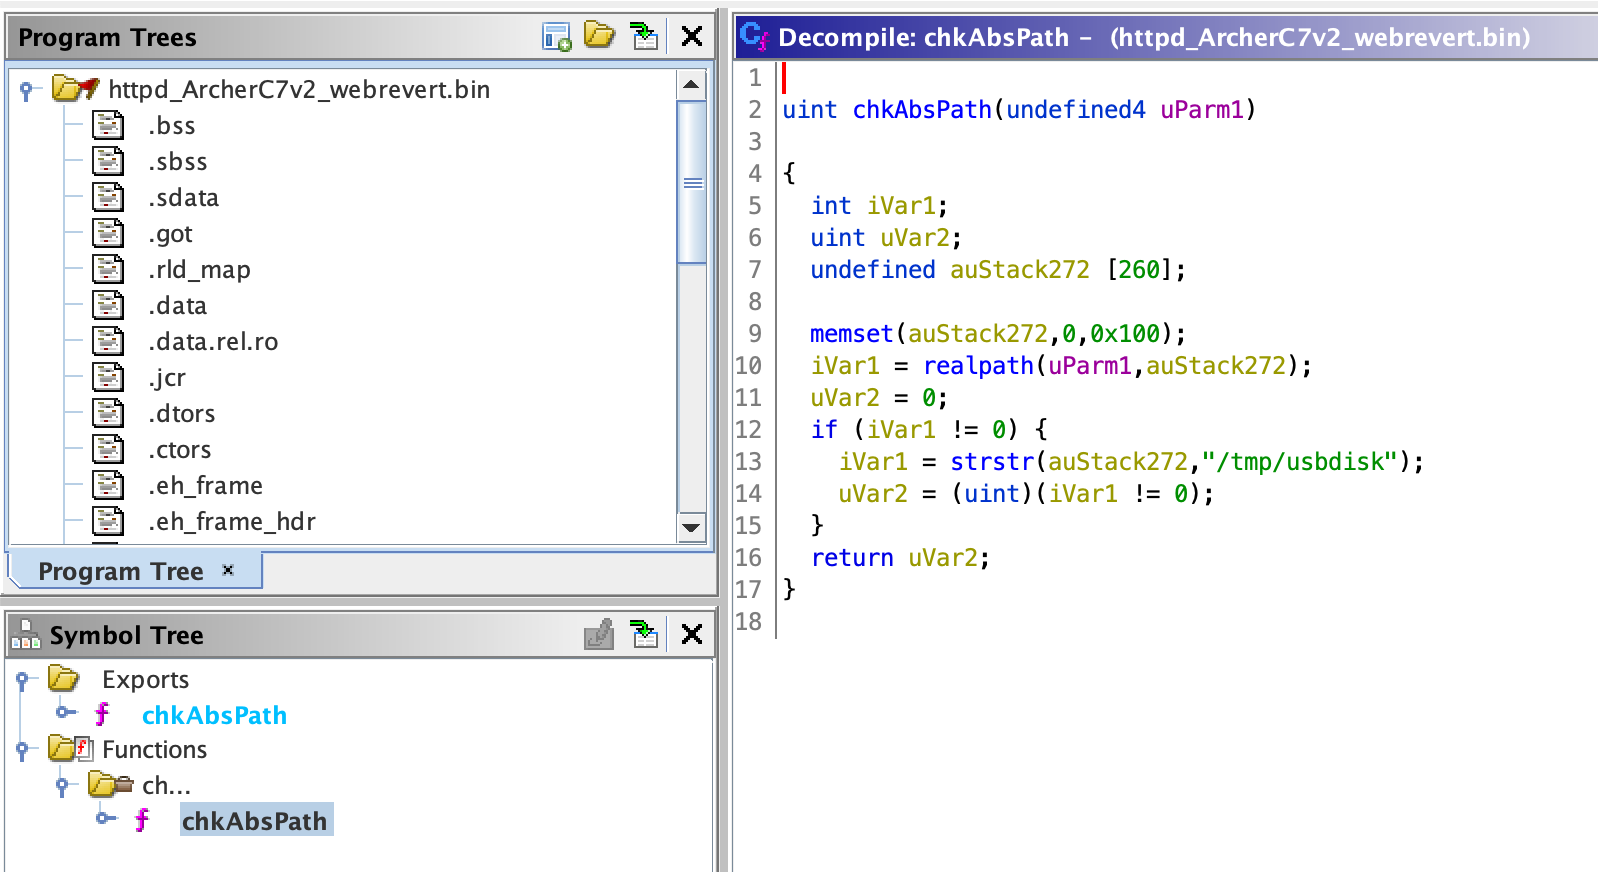 Program Trees
httpd_ArcherC7v2_webrevert.bin
.bss
.sbss
.sdata
.got
.rld_map
.data
.data.rel.ro
.jcr
.dtors
.ctors
.eh_frame
.eh_frame_hdr
Program Tree ×
Symbol Tree
Exports
f chkAbsPath
f Functions
ch...
f chkAbsPath
Cf Decompile: chkAbsPath – (httpd_ArcherC7v2_webrevert.bin)
1
2 uint chkAbsPath(undefined4 uParm1)
3
4 {
5   int iVar1;
6   uint uVar2;
7   undefined auStack272 [260];
8
9   memset(auStack272,0,0x100);
10   iVar1 = realpath(uParm1,auStack272);
11   uVar2 = 0;
12   if (iVar1 != 0) {
13     iVar1 = strstr(auStack272,"/tmp/usbdisk");
14     uVar2 = (uint)(iVar1 != 0);
15   }
16   return uVar2;
17 }
18